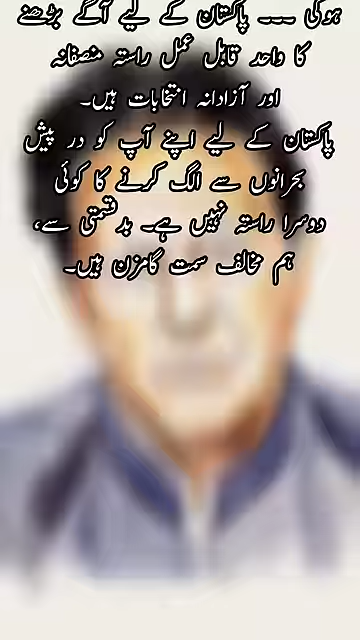 ہوگی ۔۔۔ پاکستان کے لیے آگے بڑھنے
کا واحد قابل عمل راستہ منصفانہ
اور آزادانہ انتخابات ہیں۔
پاکستان کے لیے اپنے آپ کو در پیش
بحرانوں سے الگ کرنے کا کوئی
دوسرا راستہ نہیں ہے۔ بدقسمتی سے،
ہم مخالف سمت گامزن ہیں۔